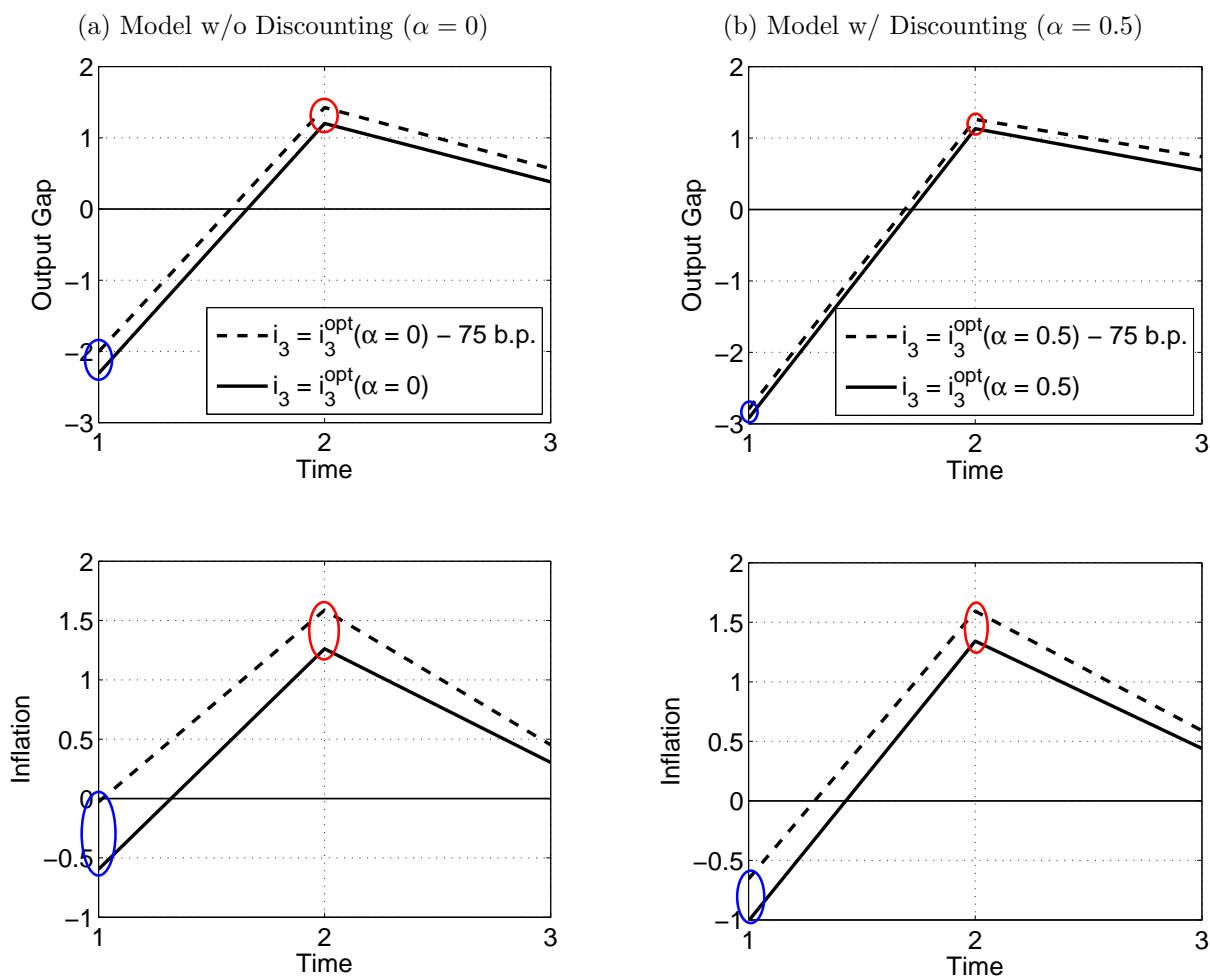 (a) Model w/o Discounting (α = 0)
2
1
0
−1
−2
−3
Output Gap
i₃ = i₃ᵒᵖᵗ(α = 0) − 75 b.p.
i₃ = i₃ᵒᵖᵗ(α = 0)
1
2
3
Time
(b) Model w/ Discounting (α = 0.5)
2
1
0
−1
−2
−3
Output Gap
i₃ = i₃ᵒᵖᵗ(α = 0.5) − 75 b.p.
i₃ = i₃ᵒᵖᵗ(α = 0.5)
1
2
3
Time
2
1.5
1
0.5
0
−0.5
−1
Inflation
1
2
3
Time
2
1.5
1
0.5
0
−0.5
−1
Inflation
1
2
3
Time